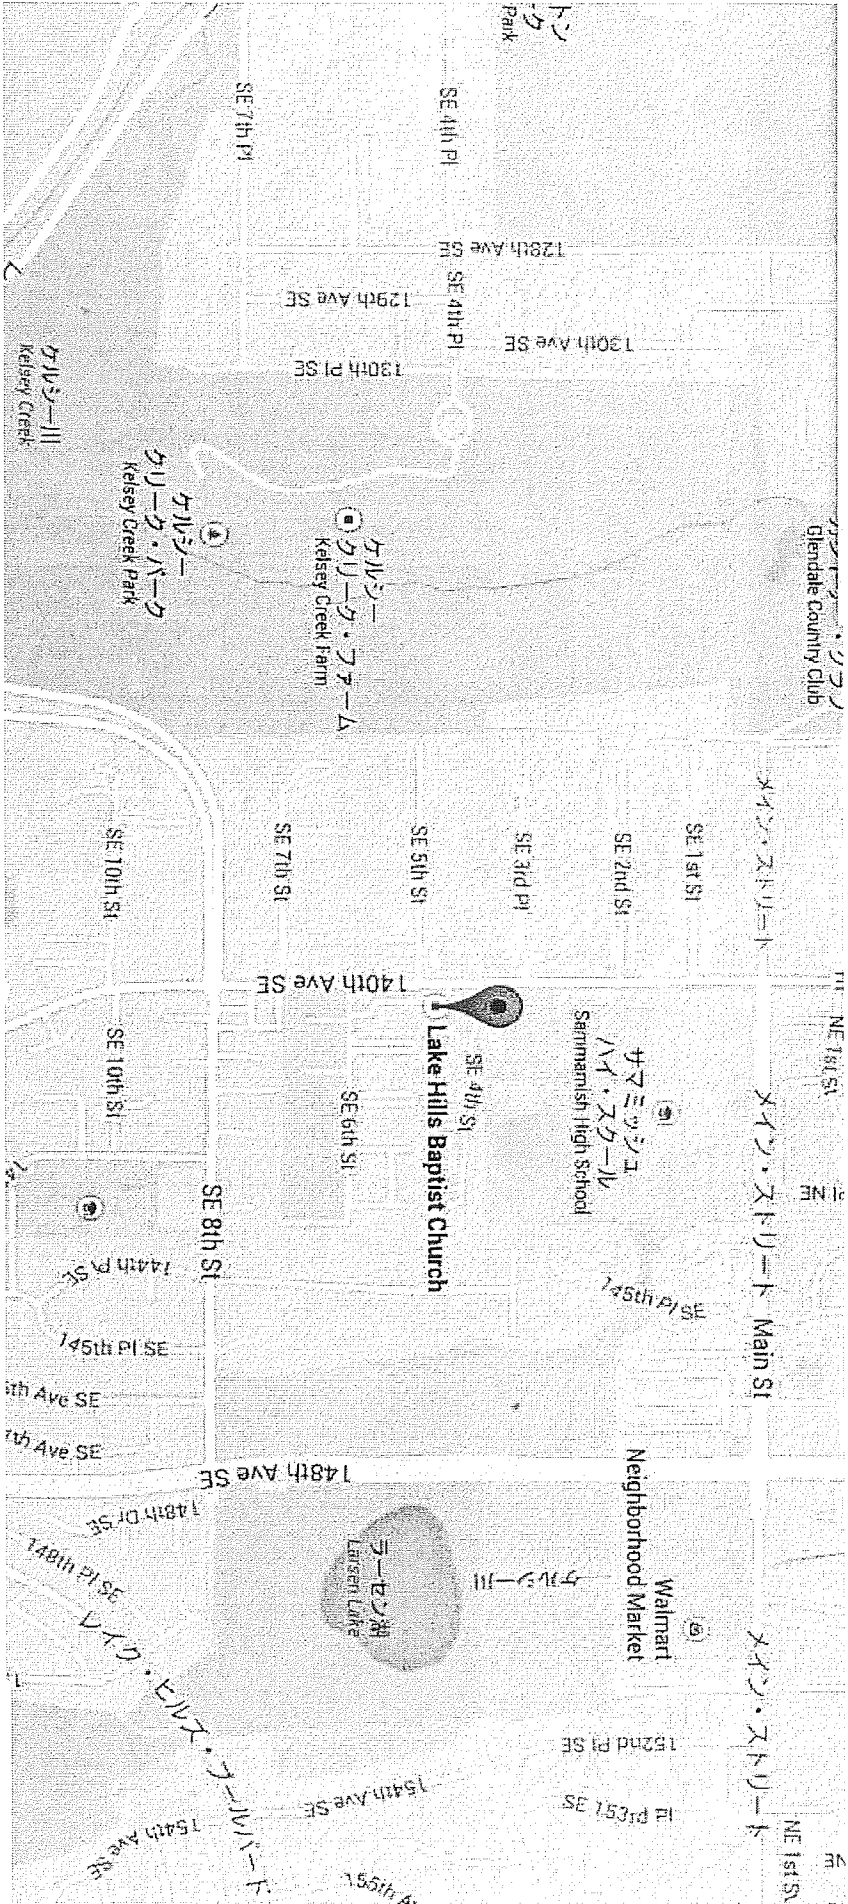 Glendale Country Club
NE 1st St
NE 1st St
メイン・ストリート
メイン・ストリート Main St
メイン・ストリート
SE 1st St
Walmart
Neighborhood Market
サマミッシュ
ハイ・スクール
Sammamish High School
130th Ave SE
SE 2nd St
145th Pl SE
152nd Pl SE
SE 153rd Pl
128th Ave SE
Park
SE 3rd Pl
ケルシー川
SE 4th Pl
SE 4th Pl
SE 5th St
SE 4th St
Lake Hills Baptist Church
129th Ave SE
130th Pl SE
ケルシー
クリーク・ファーム
Kelsey Creek Farm
140th Ave SE
SE 6th St
148th Ave SE
ラーセン湖
Larsen Lake
154th Ave SE
SE 7th Pl
SE 7th St
SE 8th St
ケルシー
クリーク・パーク
Kelsey Creek Park
SE 10th St
SE 10th St
144th Pl SE
145th Pl SE
148th Dr SE
148th Pl SE
レイク・ヒルズ・ブールバード
154th Ave SE
ケルシー川
Kelsey Creek